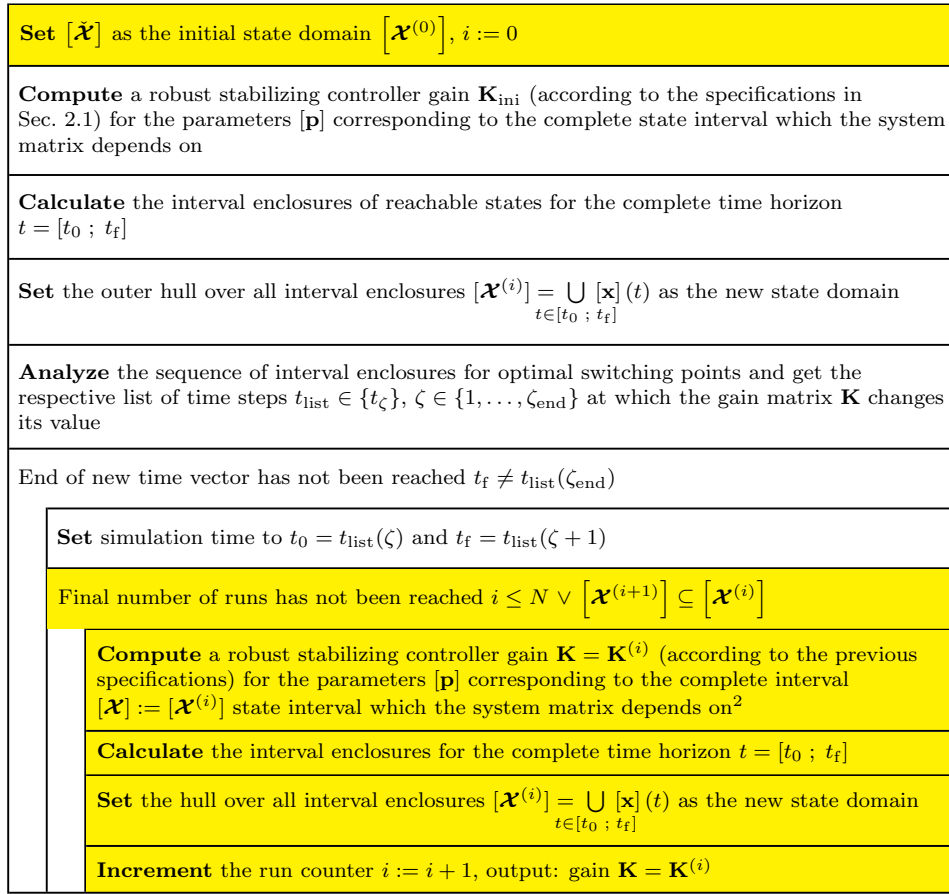 Set [𝓧̌] as the initial state domain [𝓧⁽⁰⁾], i := 0
Compute a robust stabilizing controller gain K_ini (according to the specifications in
Sec. 2.1) for the parameters [p] corresponding to the complete state interval which the system
matrix depends on
Calculate the interval enclosures of reachable states for the complete time horizon
t = [t₀ ; t_f]
Set the outer hull over all interval enclosures [𝓧⁽ⁱ⁾] = ⋃ [x] (t) as the new state domain
t∈[t₀ ; t_f]
Analyze the sequence of interval enclosures for optimal switching points and get the
respective list of time steps t_list ∈ {t_ζ}, ζ ∈ {1, . . . , ζ_end} at which the gain matrix K changes
its value
End of new time vector has not been reached t_f ≠ t_list(ζ_end)
Set simulation time to t₀ = t_list(ζ) and t_f = t_list(ζ + 1)
Final number of runs has not been reached i ≤ N ∨ [𝓧⁽ⁱ⁺¹⁾] ⊆ [𝓧⁽ⁱ⁾]
Compute a robust stabilizing controller gain K = K⁽ⁱ⁾ (according to the previous
specifications) for the parameters [p] corresponding to the complete interval
[𝓧] := [𝓧⁽ⁱ⁾] state interval which the system matrix depends on²
Calculate the interval enclosures for the complete time horizon t = [t₀ ; t_f]
Set the hull over all interval enclosures [𝓧⁽ⁱ⁾] = ⋃ [x] (t) as the new state domain
t∈[t₀ ; t_f]
Increment the run counter i := i + 1, output: gain K = K⁽ⁱ⁾